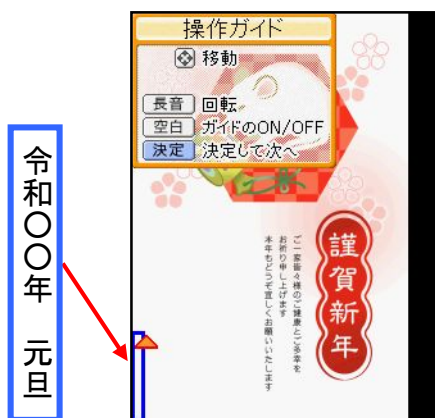 操作ガイド
移動
長音 回転
空白 ガイドのON/OFF
決定 決定して次へ
令和〇〇年 元旦
謹賀新年
ご一家皆々様のご健康とご多幸を
お祈り申し上げます
本年もどうぞ宜しくお願いいたします